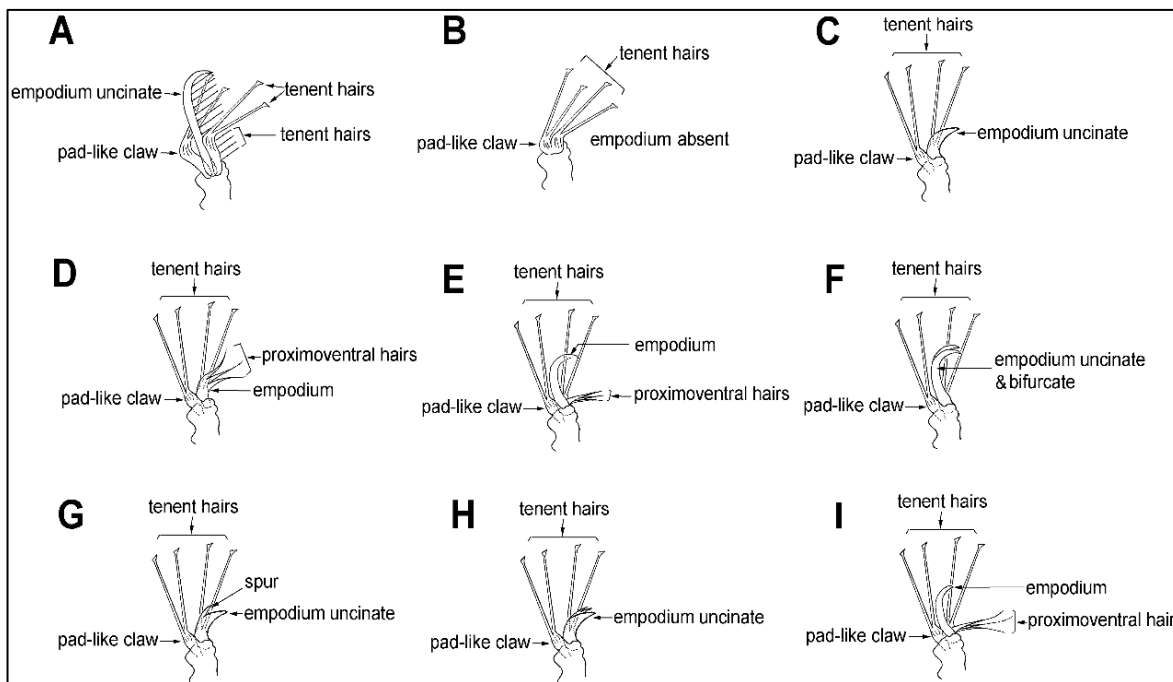 A
empodium uncinate
tenent hairs
tenent hairs
pad-like claw
B
tenent hairs
pad-like claw
empodium absent
C
tenent hairs
empodium uncinate
pad-like claw
D
tenent hairs
proximoventral hairs
empodium
pad-like claw
E
tenent hairs
empodium
proximoventral hairs
pad-like claw
F
tenent hairs
empodium uncinate
& bifurcate
pad-like claw
G
tenent hairs
spur
empodium uncinate
pad-like claw
H
tenent hairs
empodium uncinate
pad-like claw
I
tenent hairs
empodium
proximoventral hair
pad-like claw